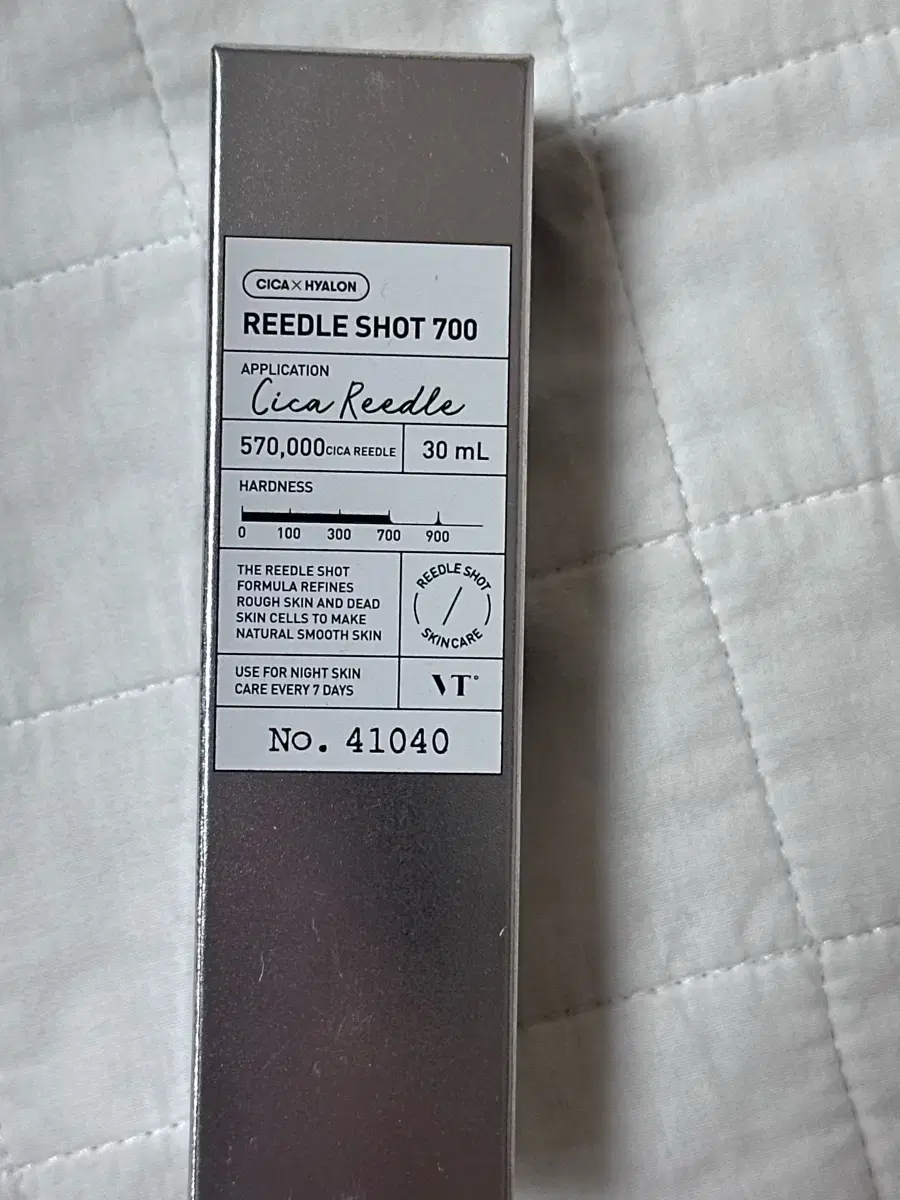 CICA×HYALON
REEDLE SHOT 700
APPLICATION
Cica Reedle
570,000CICA REEDLE
30 mL
HARDNESS
0 100 300 700 900
THE REEDLE SHOT
FORMULA REFINES
ROUGH SKIN AND DEAD
SKIN CELLS TO MAKE
NATURAL SMOOTH SKIN
REEDLE SHOT
SKINCARE
USE FOR NIGHT SKIN
CARE EVERY 7 DAYS
VT°
No. 41040